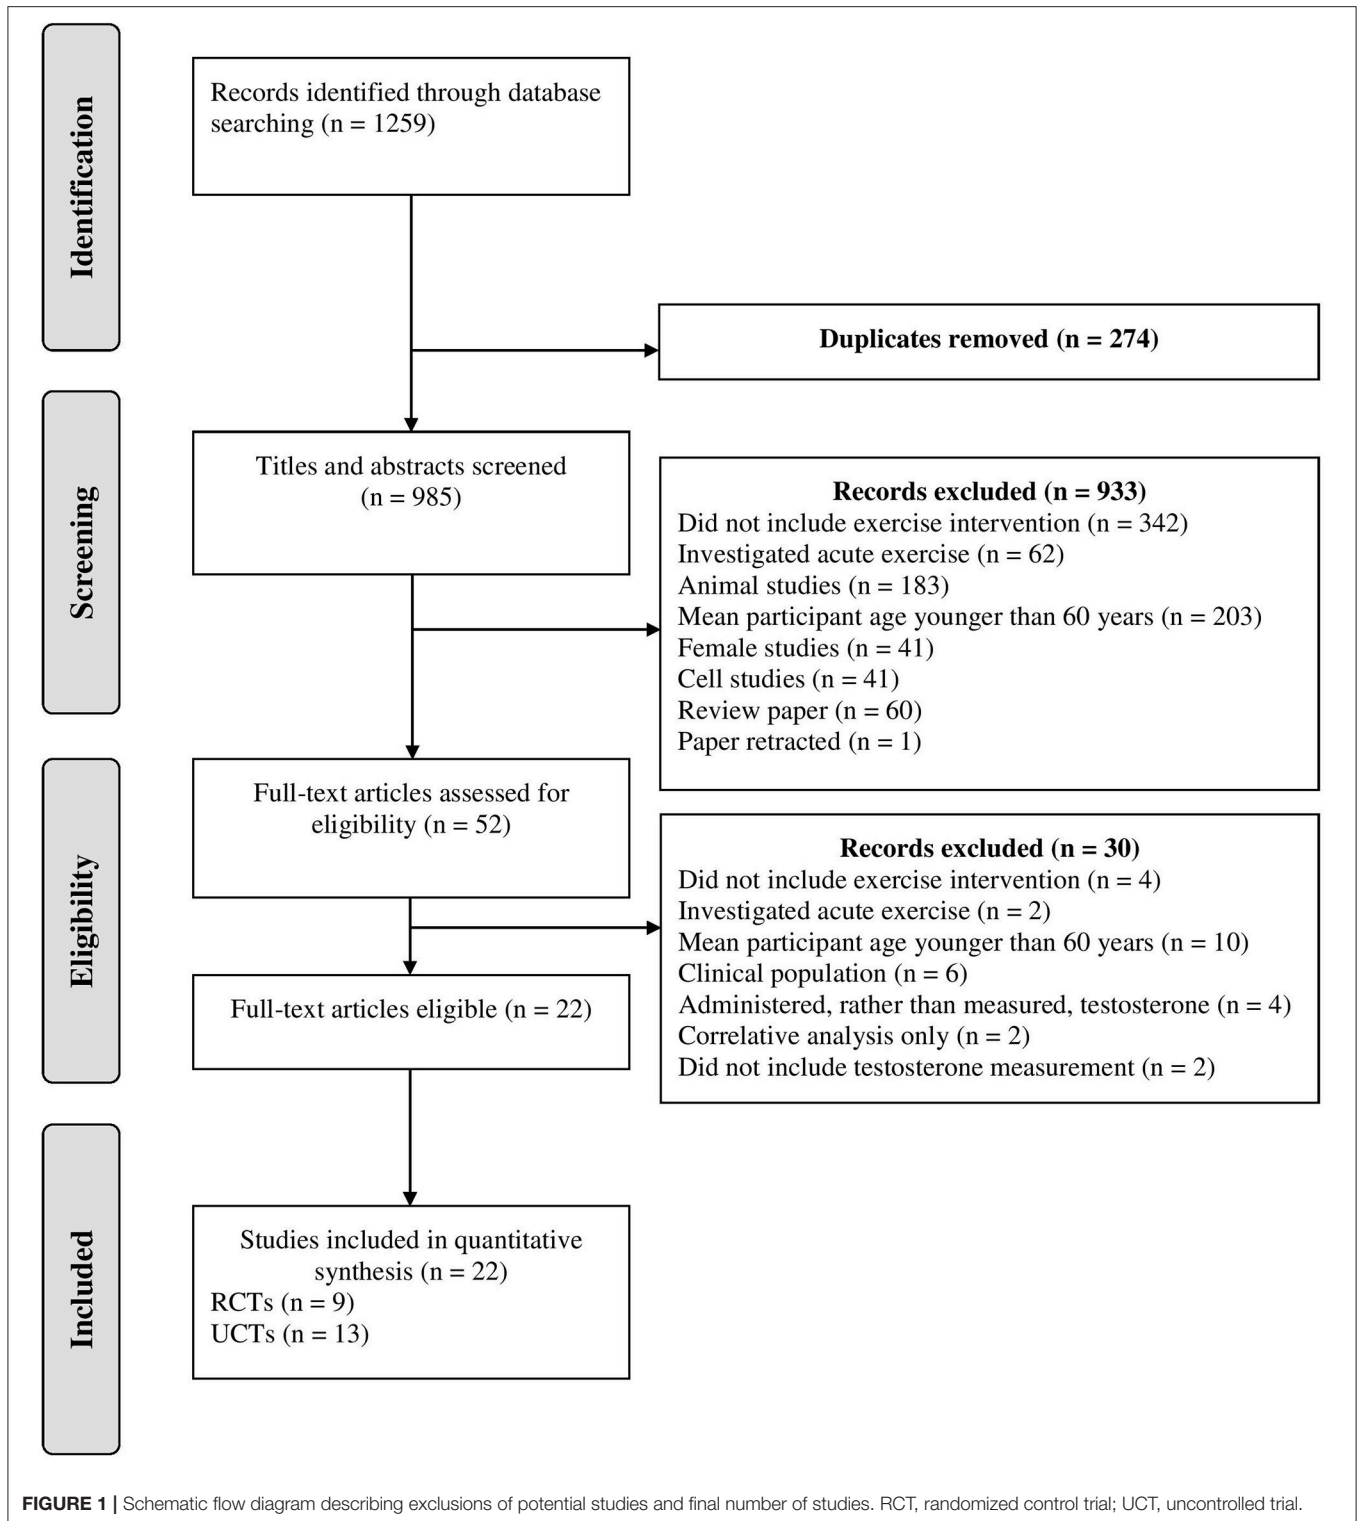 Identification
Records identified through database
searching (n = 1259)
Duplicates removed (n = 274)
Screening
Titles and abstracts screened
(n = 985)
Records excluded (n = 933)
Did not include exercise intervention (n = 342)
Investigated acute exercise (n = 62)
Animal studies (n = 183)
Mean participant age younger than 60 years (n = 203)
Female studies (n = 41)
Cell studies (n = 41)
Review paper (n = 60)
Paper retracted (n = 1)
Eligibility
Full-text articles assessed for
eligibility (n = 52)
Records excluded (n = 30)
Did not include exercise intervention (n = 4)
Investigated acute exercise (n = 2)
Mean participant age younger than 60 years (n = 10)
Clinical population (n = 6)
Administered, rather than measured, testosterone (n = 4)
Correlative analysis only (n = 2)
Did not include testosterone measurement (n = 2)
Full-text articles eligible (n = 22)
Included
Studies included in quantitative
synthesis (n = 22)
RCTs (n = 9)
UCTs (n = 13)
FIGURE 1 | Schematic flow diagram describing exclusions of potential studies and final number of studies. RCT, randomized control trial; UCT, uncontrolled trial.